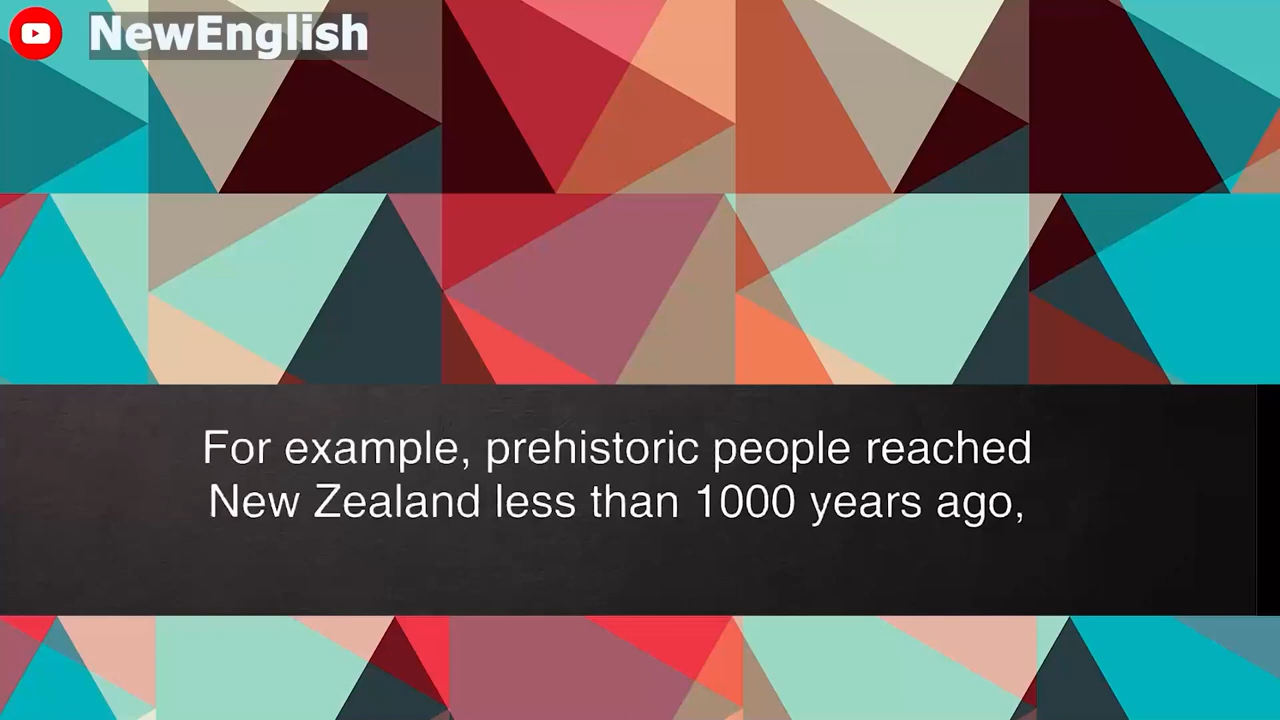 NewEnglish
For example, prehistoric people reached
New Zealand less than 1000 years ago,